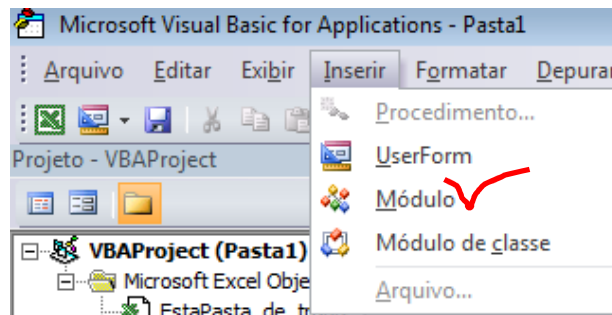 Microsoft Visual Basic for Applications - Pasta1
Arquivo Editar Exibir Inserir Formatar Depurar
Procedimento...
Projeto - VBAProject
UserForm
Módulo
VBAProject (Pasta1)
Módulo de classe
Microsoft Excel Obje
Arquivo...
EstaPasta_de_t